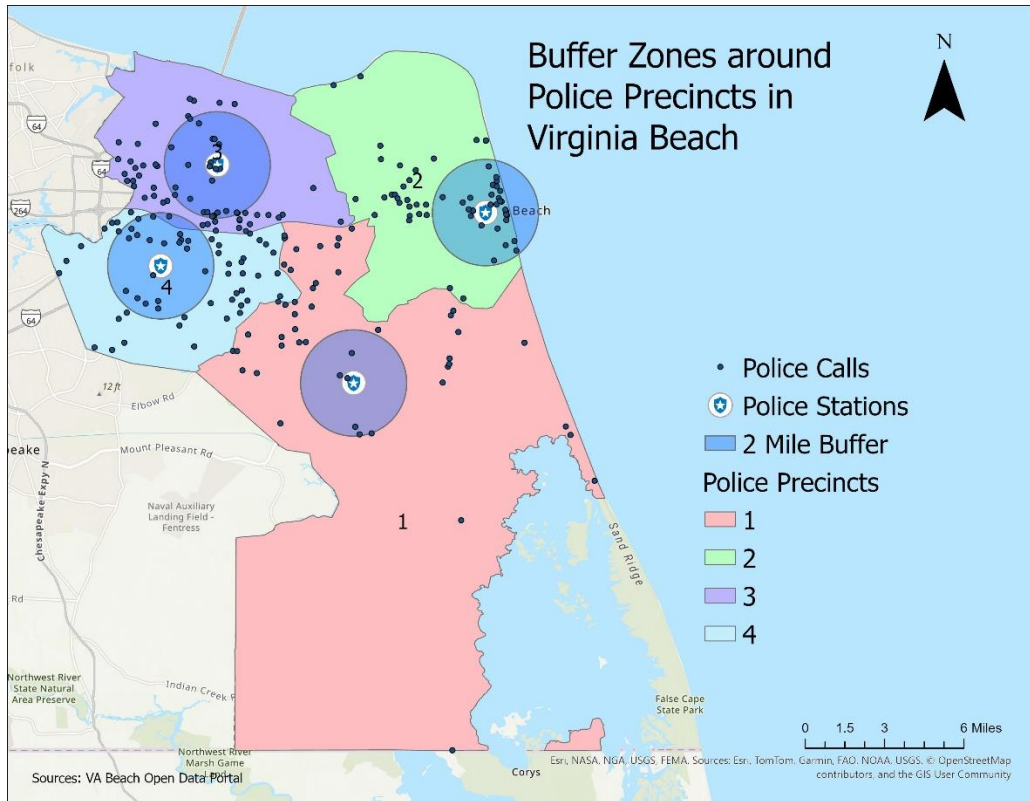 Buffer Zones around
Police Precincts in
Virginia Beach
N
folk
64
64
264
64
64
3
2
Beach
4
12 ft
Elbow Rd
peake
Mount Pleasant Rd
Chesapeake Expy N
Naval Auxiliary
Landing Field -
Fentress
1
Sand Ridge
Police Calls
Police Stations
2 Mile Buffer
Police Precincts
1
2
3
4
Rd
Indian Creek
Northwest River
State Natural
Area Preserve
False Cape
State Park
0 1.5 3 6 Miles
Northwest River
Marsh Game
Corys
Sources: VA Beach Open Data Portal
Esri, NASA, NGA, USGS, FEMA, Sources: Esri, TomTom, Garmin, FAO, NOAA, USGS, © OpenStreetMap
contributors, and the GIS User Community